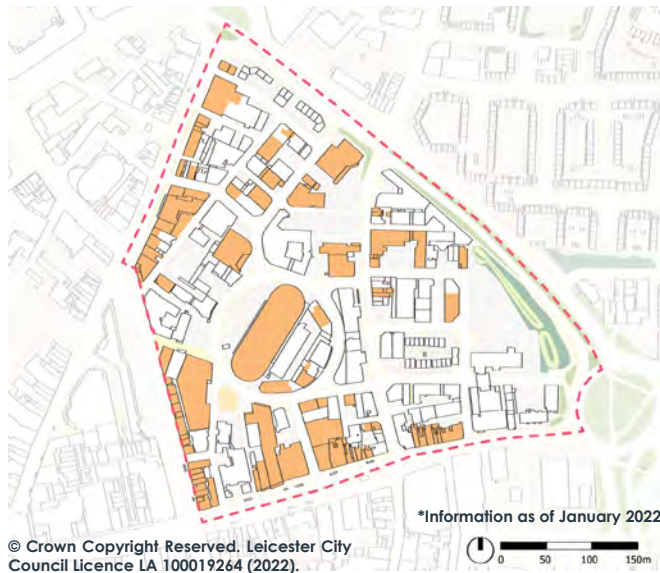 *Information as of January 2022
© Crown Copyright Reserved. Leicester City
Council Licence LA 100019264 (2022).
0 50 100 150m